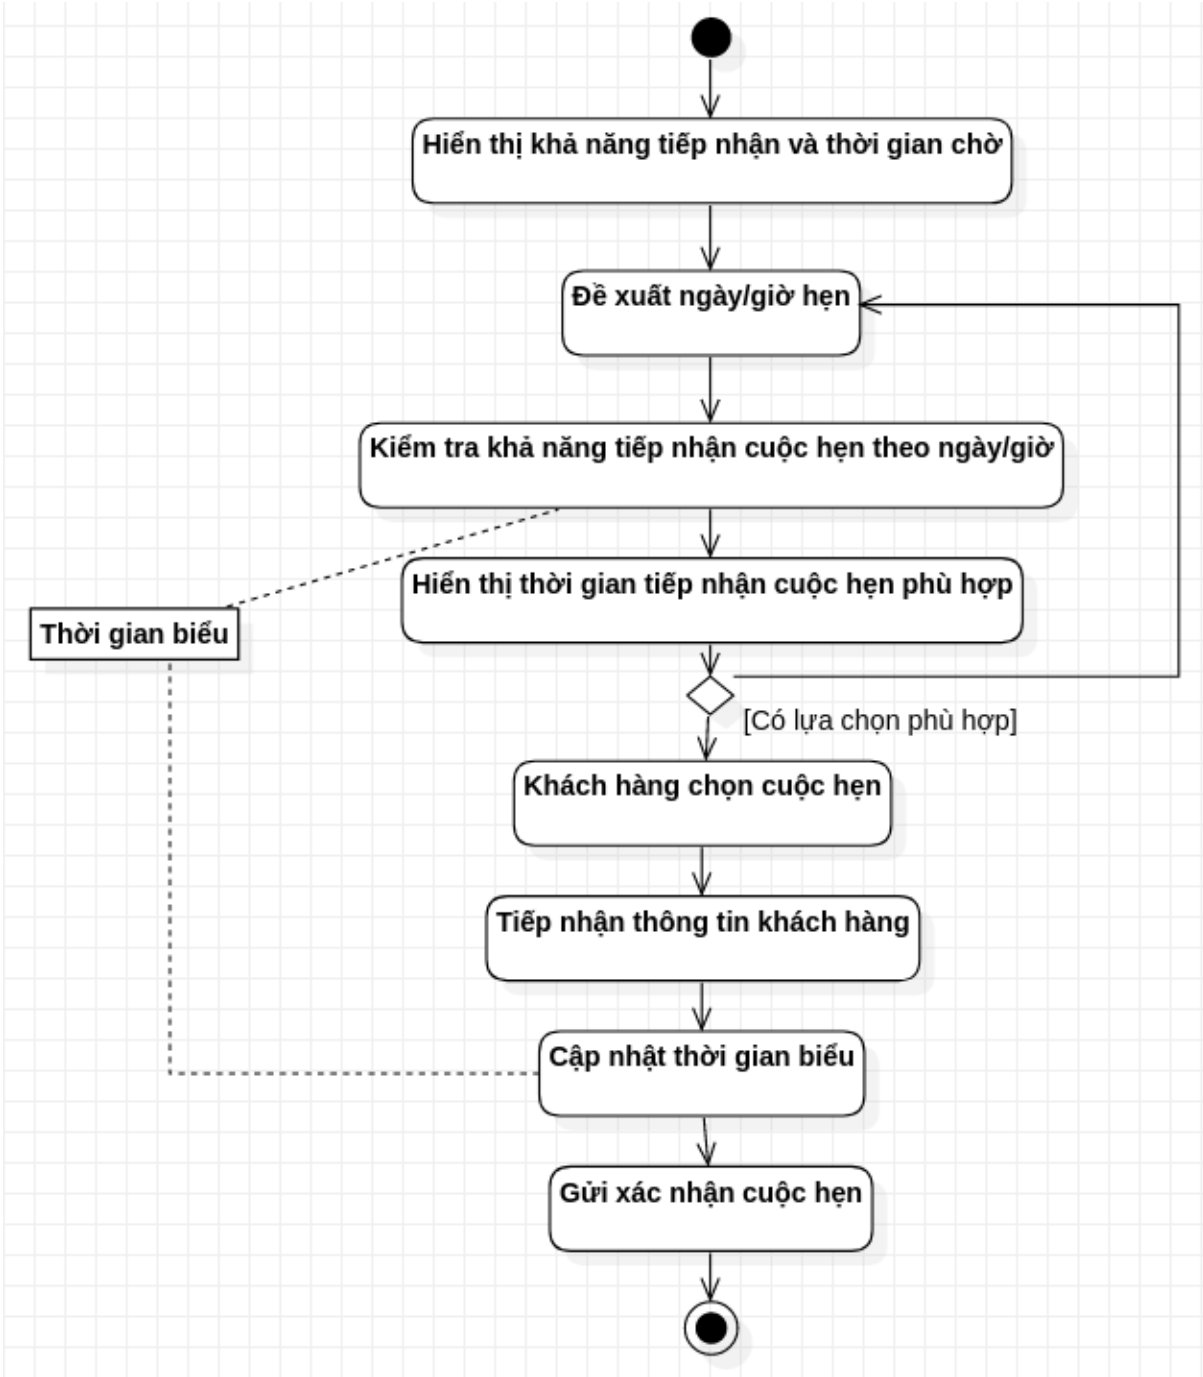 Hiển thị khả năng tiếp nhận và thời gian chờ
Đề xuất ngày/giờ hẹn
Kiểm tra khả năng tiếp nhận cuộc hẹn theo ngày/giờ
Hiển thị thời gian tiếp nhận cuộc hẹn phù hợp
Thời gian biểu
[Có lựa chọn phù hợp]
Khách hàng chọn cuộc hẹn
Tiếp nhận thông tin khách hàng
Cập nhật thời gian biểu
Gửi xác nhận cuộc hẹn